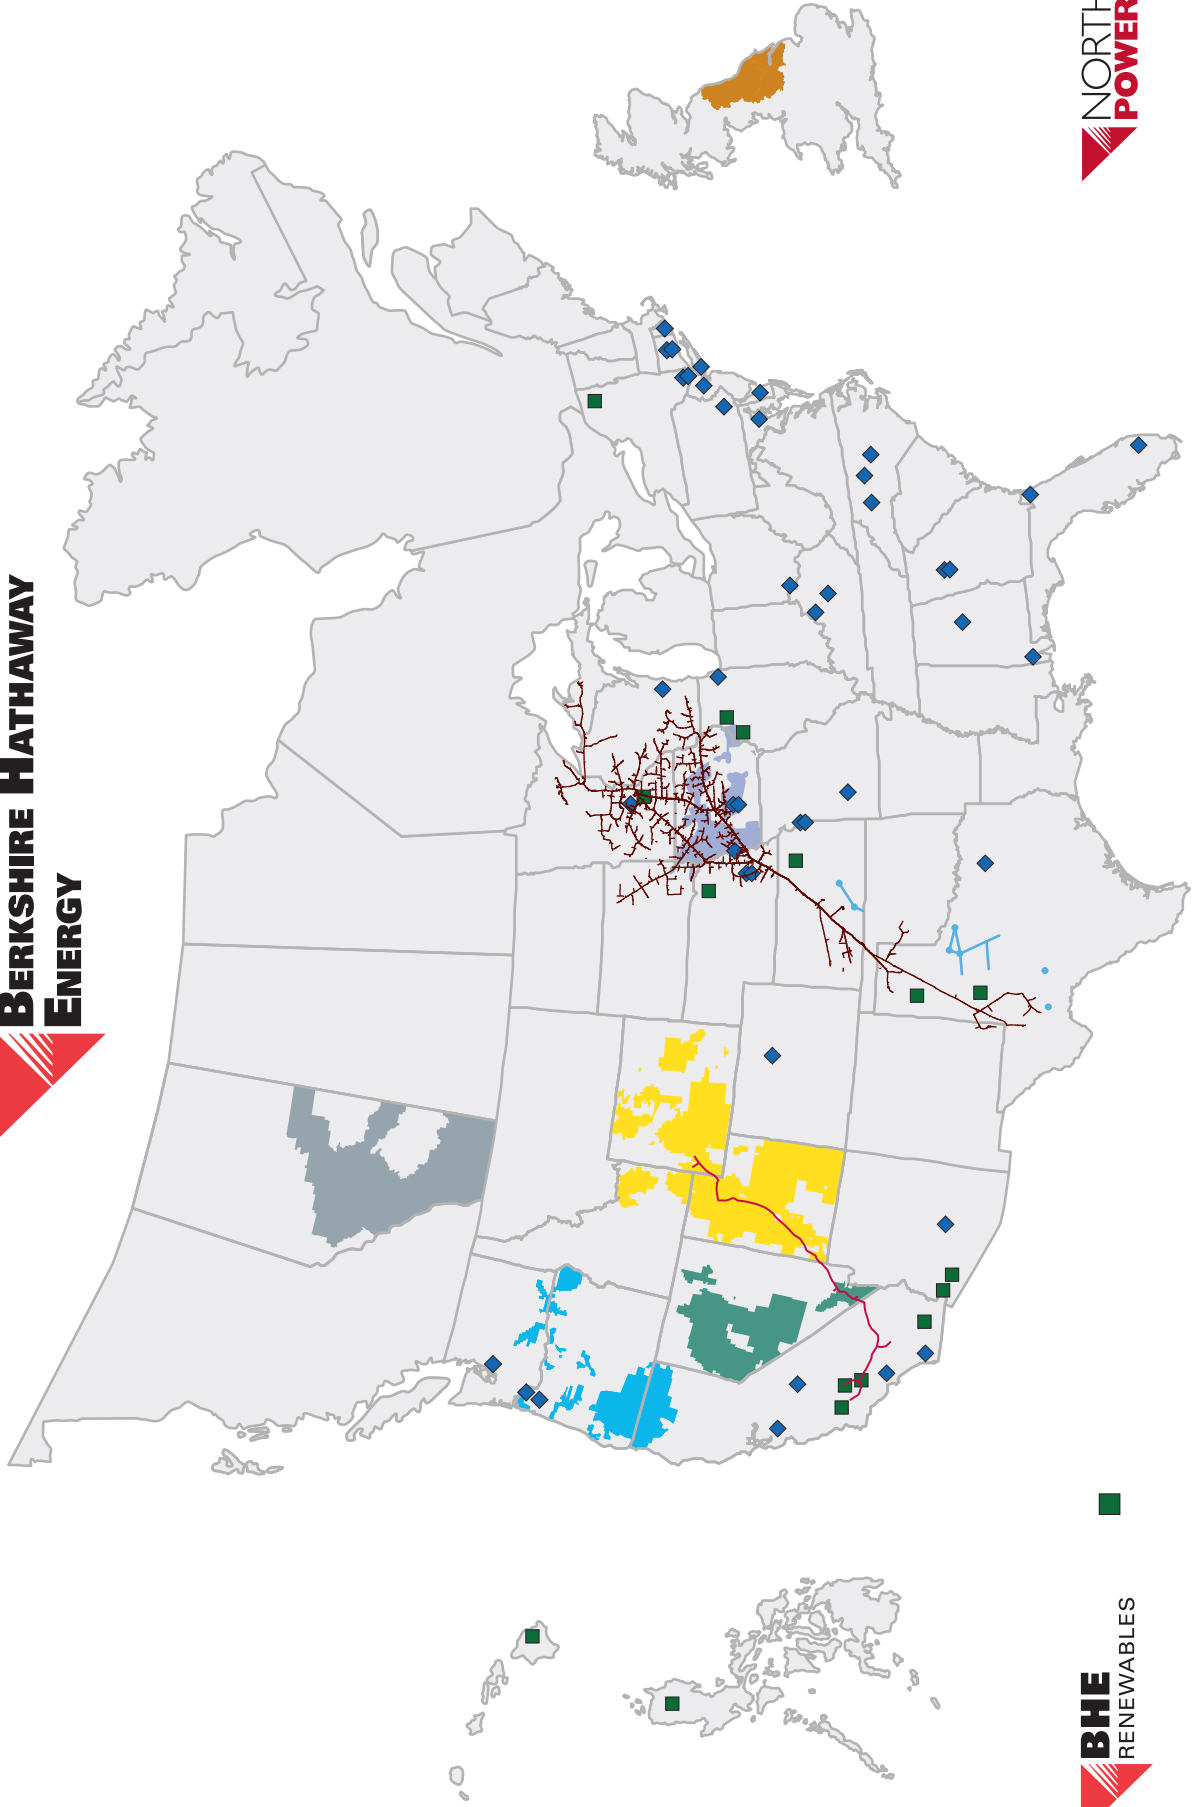 BERKSHIRE HATHAWAY
ENERGY
NORTH
POWER
BHE
RENEWABLES